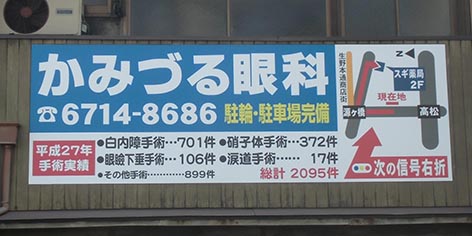 かみづる眼科
☎6714-8686 駐輪・駐車場完備
平成27年
手術実績
●白内障手術…701件 ●硝子体手術…372件
●眼瞼下垂手術…106件 ●涙道手術…… 17件
●その他手術…………899件 総計 2095件
生野本通商店街
N
スギ薬局
2F
現在地
源ヶ橋
高松
次の信号右折